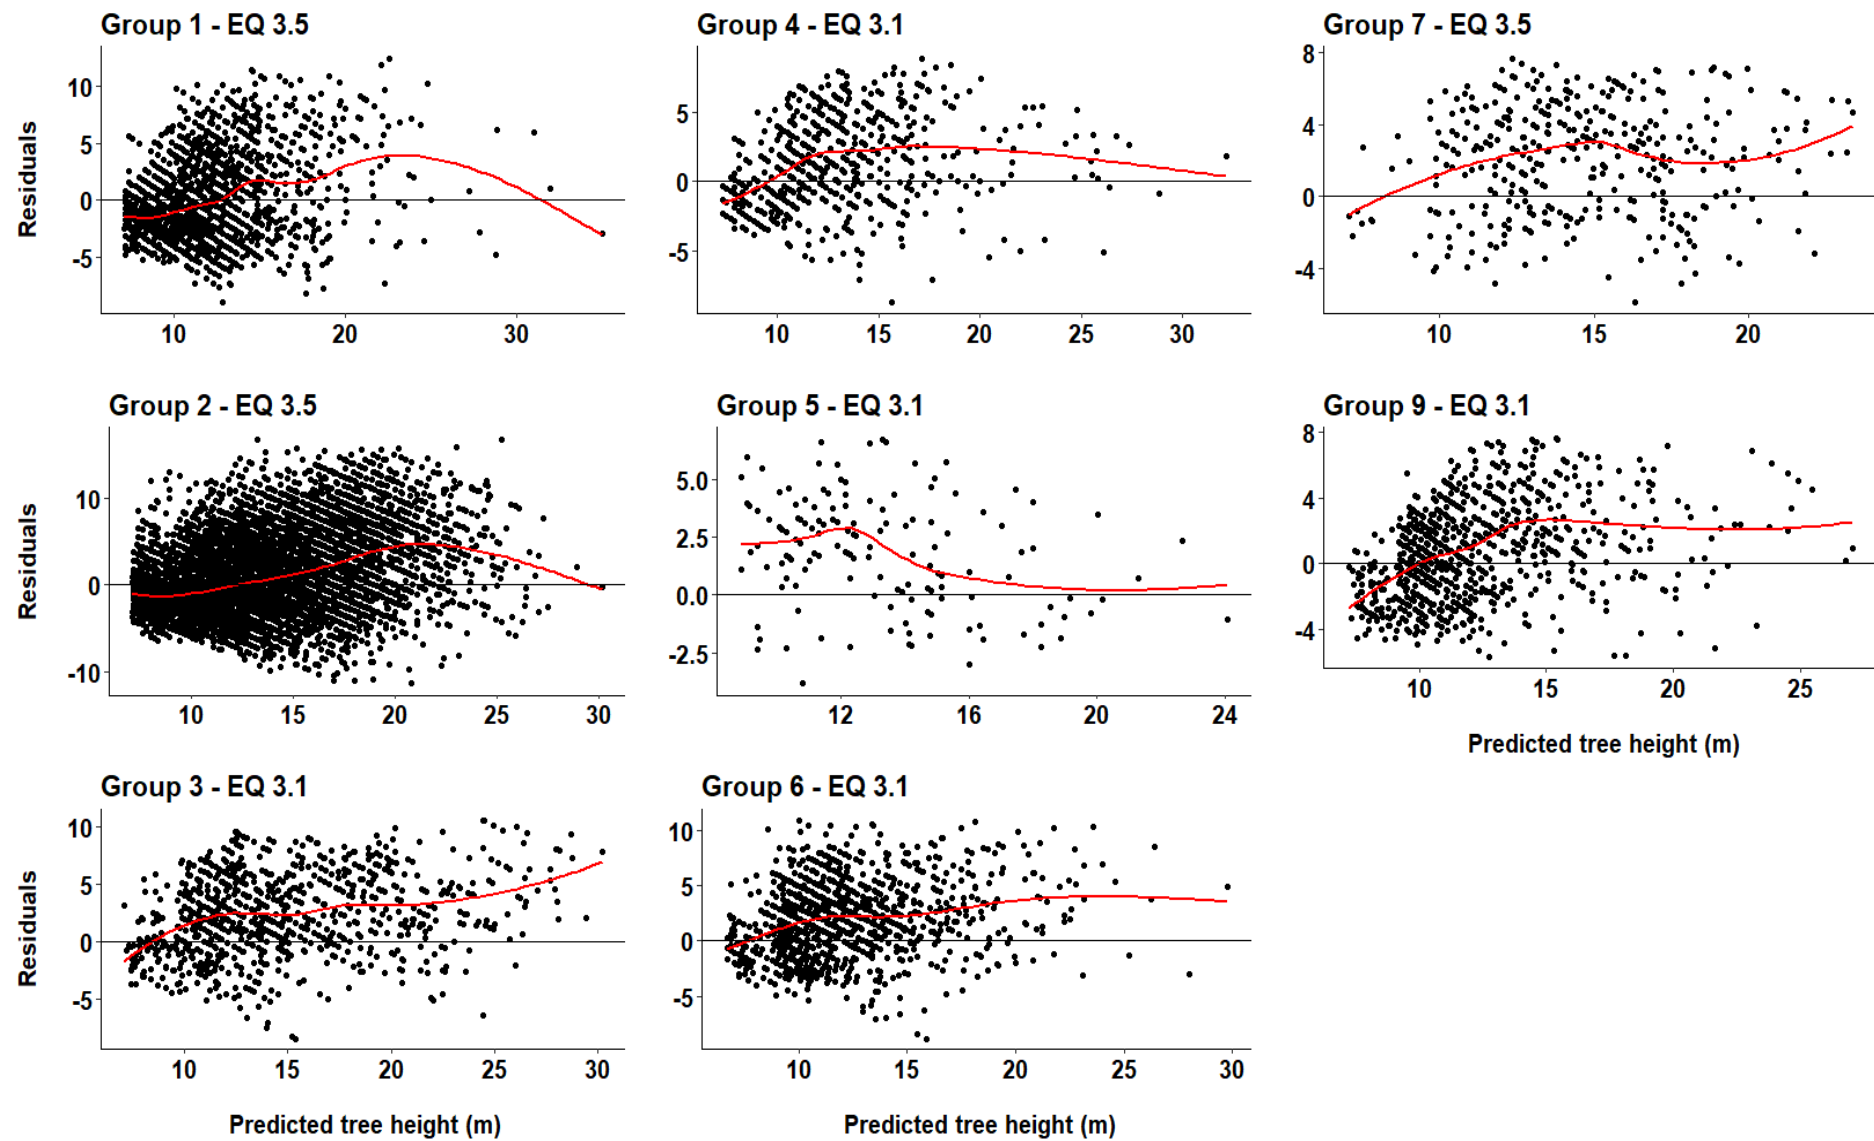 Group 1 - EQ 3.5
Residuals
10
5
0
-5
10 20 30
Group 4 - EQ 3.1
5
0
-5
10 15 20 25 30
Group 7 - EQ 3.5
8
4
0
-4
10 15 20
Group 2 - EQ 3.5
Residuals
10
0
-10
10 15 20 25 30
Group 5 - EQ 3.1
5.0
2.5
0.0
-2.5
12 16 20 24
Group 9 - EQ 3.1
8
4
0
-4
10 15 20 25
Predicted tree height (m)
Group 3 - EQ 3.1
Residuals
10
5
0
-5
10 15 20 25 30
Predicted tree height (m)
Group 6 - EQ 3.1
10
5
0
-5
10 15 20 25 30
Predicted tree height (m)